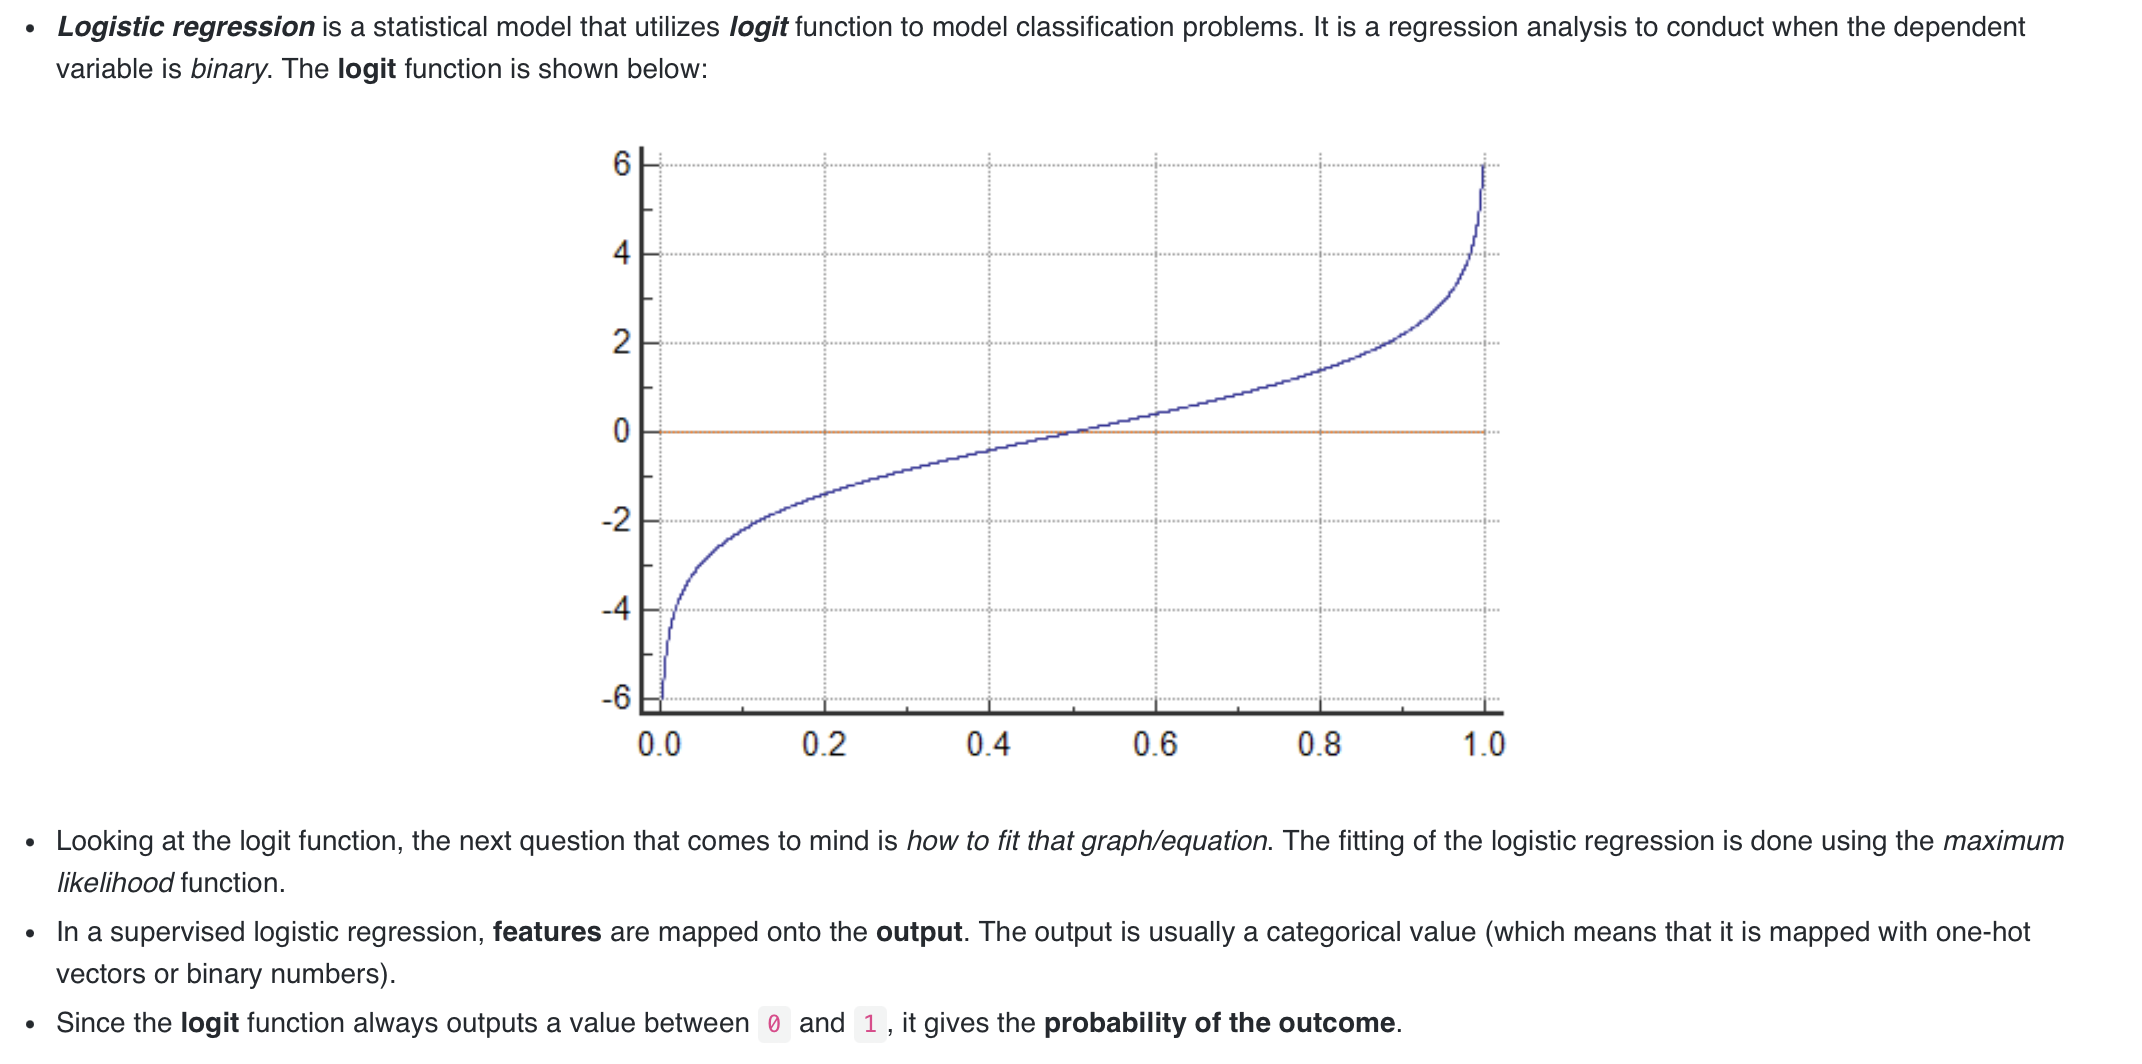 • Logistic regression is a statistical model that utilizes logit function to model classification problems. It is a regression analysis to conduct when the dependent
variable is binary. The logit function is shown below:
6
4
2
0
-2
-4
-6
0.0 0.2 0.4 0.6 0.8 1.0
• Looking at the logit function, the next question that comes to mind is how to fit that graph/equation. The fitting of the logistic regression is done using the maximum
likelihood function.
• In a supervised logistic regression, features are mapped onto the output. The output is usually a categorical value (which means that it is mapped with one-hot
vectors or binary numbers).
• Since the logit function always outputs a value between 0 and 1 , it gives the probability of the outcome.